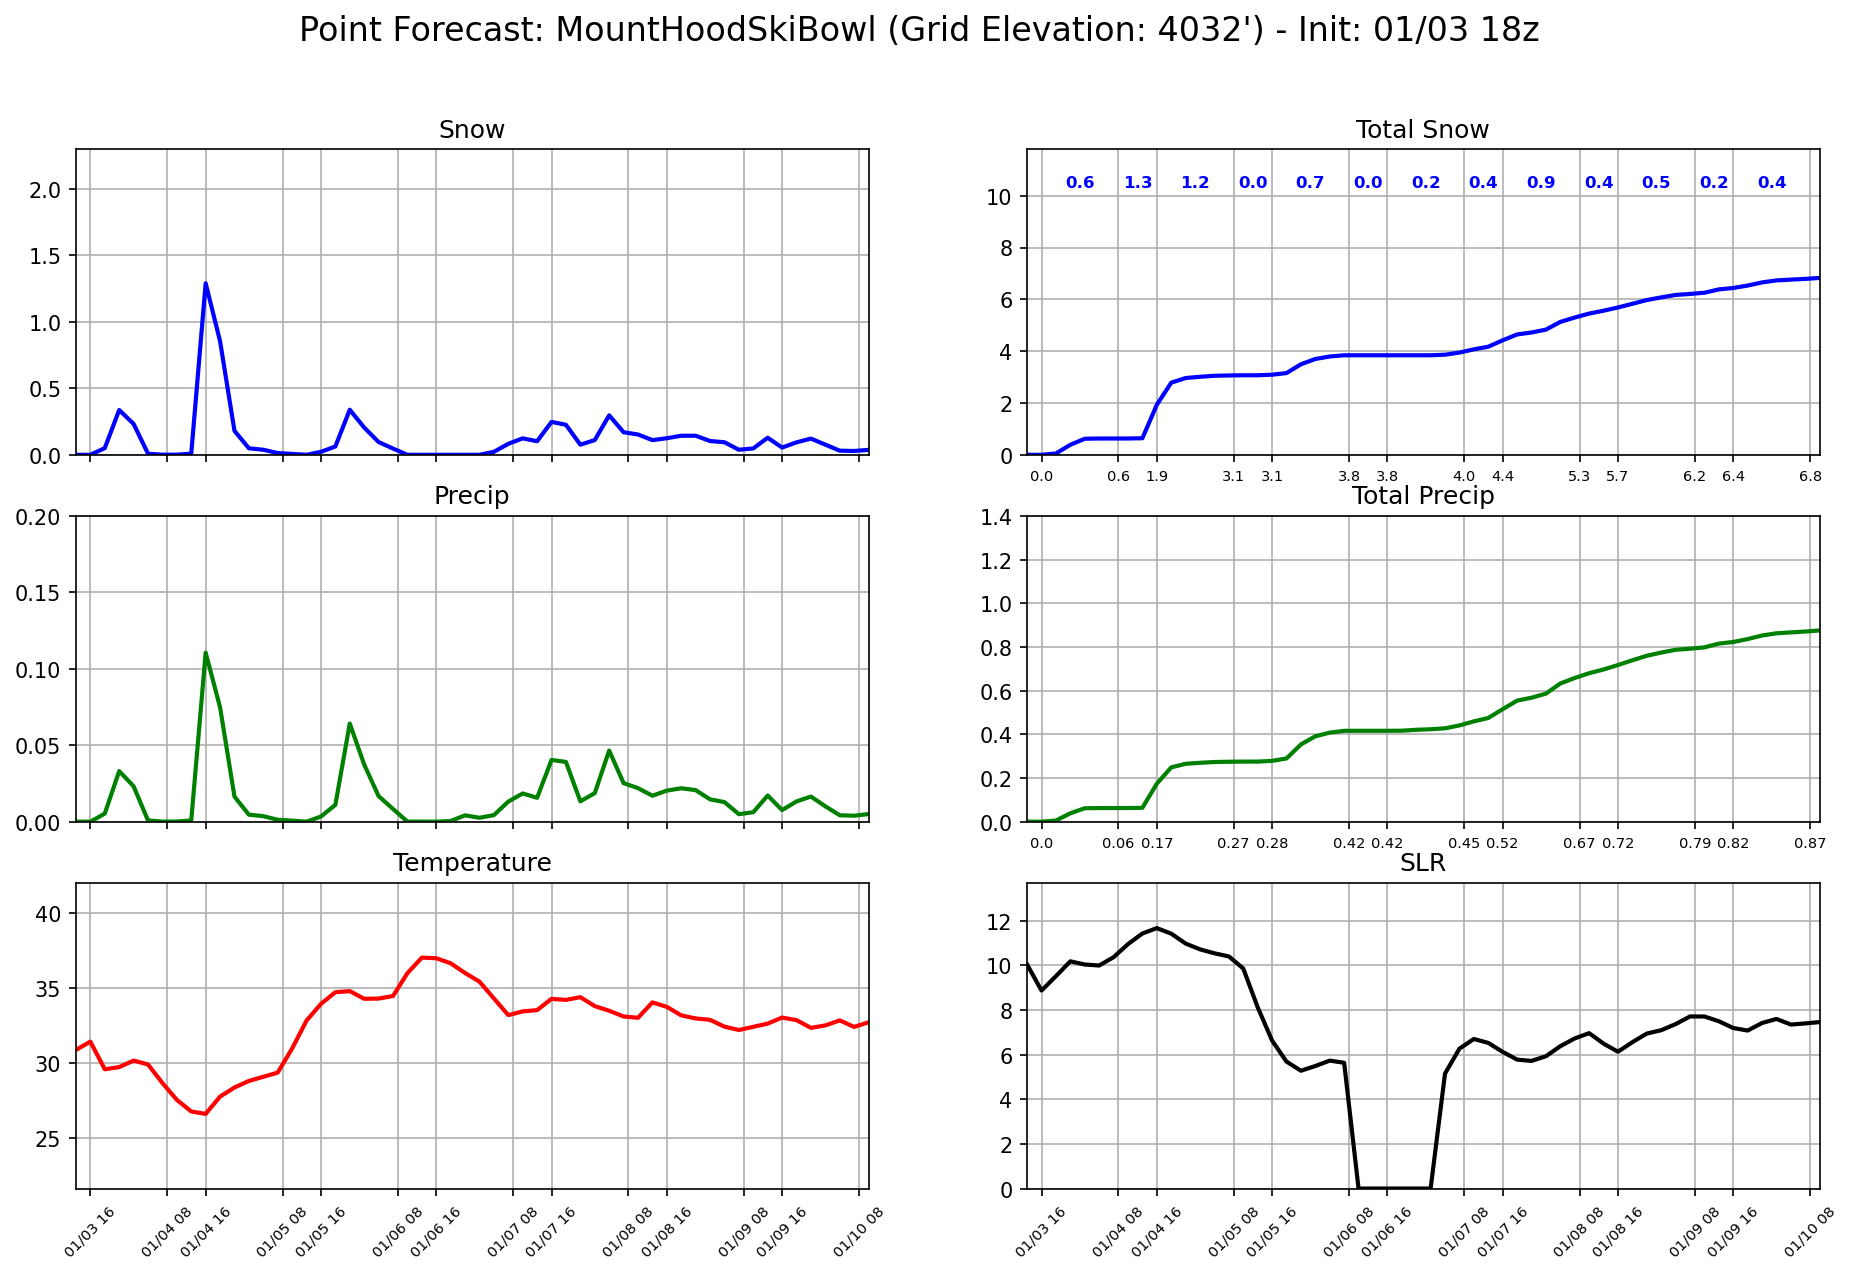 Point Forecast: MountHoodSkiBowl (Grid Elevation: 4032') - Init: 01/03 18z
Snow
2.0
1.5
1.0
0.5
0.0
Total Snow
0.6 1.3 1.2 0.0 0.7 0.0 0.2 0.4 0.9 0.4 0.5 0.2 0.4
10
8
6
4
2
0
0.0 0.6 1.9 3.1 3.1 3.8 3.8 4.0 4.4 5.3 5.7 6.2 6.4 6.8
Precip
0.20
0.15
0.10
0.05
0.00
Total Precip
1.4
1.2
1.0
0.8
0.6
0.4
0.2
0.0
0.0 0.06 0.17 0.27 0.28 0.42 0.42 0.45 0.52 0.67 0.72 0.79 0.82 0.87
Temperature
40
35
30
25
01/03 16 01/04 08 01/04 16 01/05 08 01/05 16 01/06 08 01/06 16 01/07 08 01/07 16 01/08 08 01/08 16 01/09 08 01/09 16 01/10 08
SLR
12
10
8
6
4
2
0
01/03 16 01/04 08 01/04 16 01/05 08 01/05 16 01/06 08 01/06 16 01/07 08 01/07 16 01/08 08 01/08 16 01/09 08 01/09 16 01/10 08